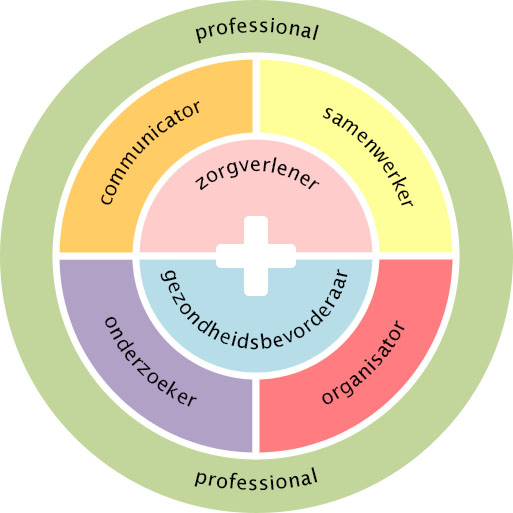 professional
communicator
samenwerker
zorgverlener
gezondheidsbevorderaar
onderzoeker
organisator
professional